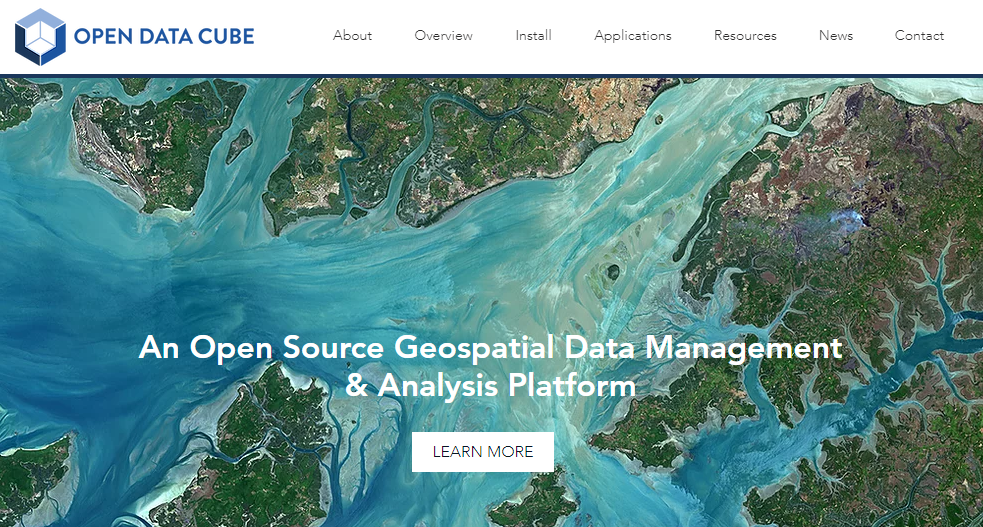 OPEN DATA CUBE
About Overview Install Applications Resources News Contact
An Open Source Geospatial Data Management
& Analysis Platform
LEARN MORE